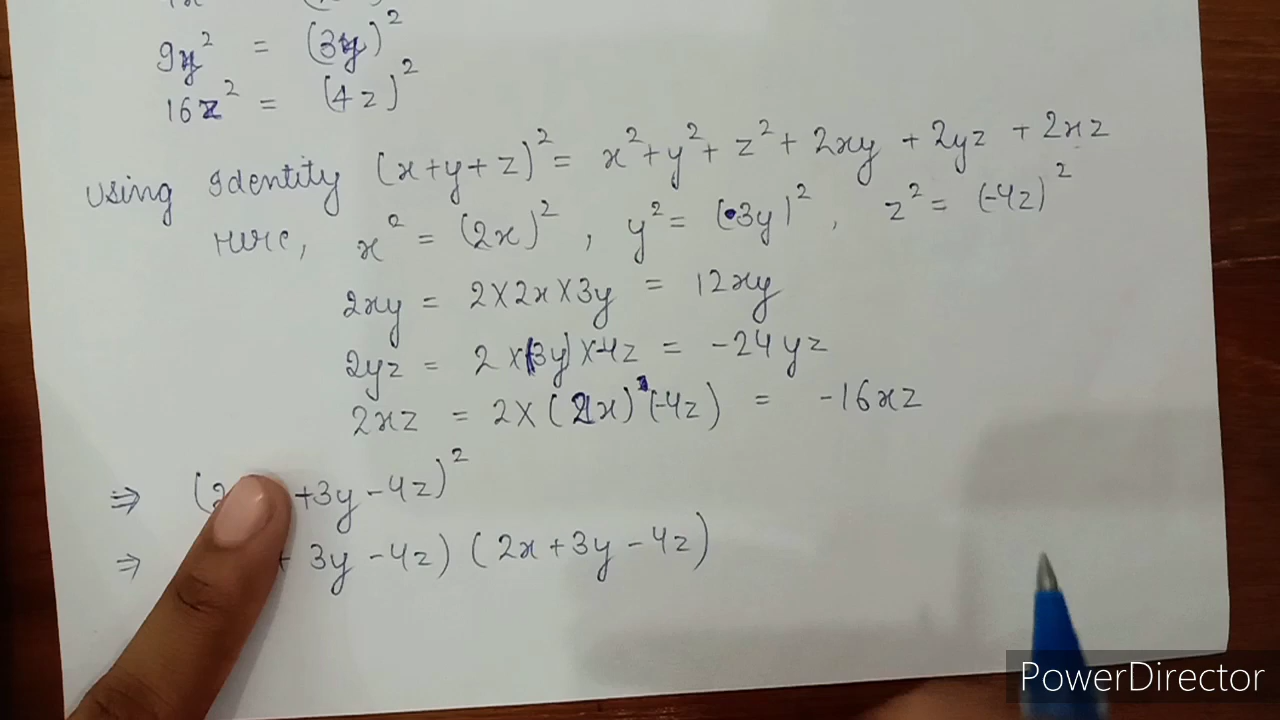 9y² = (3y)²
16z² = (4z)²
Using Identity (x+y+z)² = x²+y²+z²+2xy+2yz+2xz
Here, x² = (2x)², y² = (3y)², z² = (-4z)²
2xy = 2×2x×3y = 12xy
2yz = 2×(3y)×-4z = -24yz
2xz = 2×(2x)(-4z) = -16xz
⇒ (2 +3y-4z)²
⇒ + 3y-4z) (2x+3y-4z)
PowerDirector